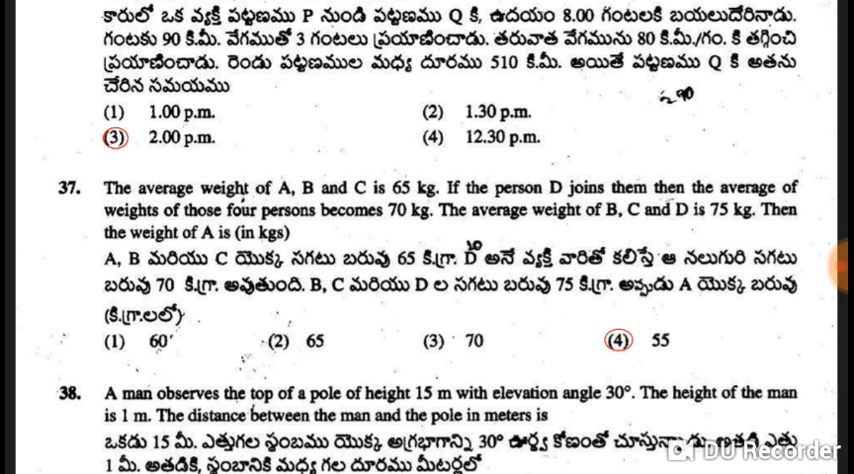 కారులో ఒక వ్యక్తి పట్టణము P నుండి పట్టణము Q కి, ఉదయం 8.00 గంటలకి బయలుదేరినాడు.
గంటకు 90 కి.మీ. వేగముతో 3 గంటలు ప్రయాణించాడు. తరువాత వేగమును 80 కి.మీ./గం. కి తగ్గించి
ప్రయాణించాడు. రెండు పట్టణముల మధ్య దూరము 510 కి.మీ. అయితే పట్టణము Q కి అతను
చేరిన సమయము
(1) 1.00 p.m. (2) 1.30 p.m.
(3) 2.00 p.m. (4) 12.30 p.m.
37. The average weight of A, B and C is 65 kg. If the person D joins them then the average of
weights of those four persons becomes 70 kg. The average weight of B, C and D is 75 kg. Then
the weight of A is (in kgs)
A, B మరియు C యొక్క సగటు బరువు 65 కి.గ్రా. D అనే వ్యక్తి వారితో కలిస్తే ఆ నలుగురి సగటు
బరువు 70 కి.గ్రా. అవుతుంది. B, C మరియు D ల సగటు బరువు 75 కి.గ్రా. అప్పుడు A యొక్క బరువు
(కి.గ్రా.లలో)
(1) 60 (2) 65 (3) 70 (4) 55
38. A man observes the top of a pole of height 15 m with elevation angle 30°. The height of the man
is 1 m. The distance between the man and the pole in meters is
ఒకడు 15 మీ. ఎత్తుగల స్థంబము యొక్క అగ్రభాగాన్ని 30° ఊర్ధ్వ కోణంతో చూస్తున్నాడు. అతడి ఎత్తు
1 మీ. అతడికి, స్థంబానికి మధ్య గల దూరము మీటర్లలో
DU Recorder